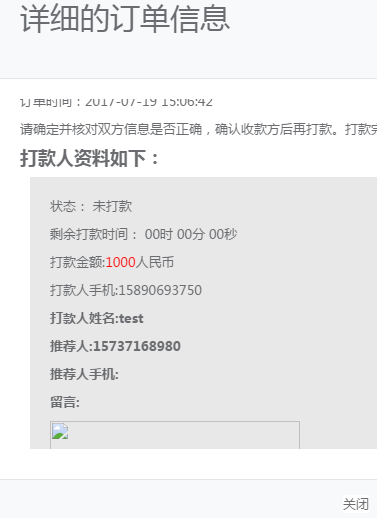 详细的订单信息
订单时间：2017-07-19 15:06:42
请确定并核对双方信息是否正确，确认收款方后再打款。打款
打款人资料如下：
状态： 未打款
剩余打款时间： 00时 00分 00秒
打款金额:1000人民币
打款人手机:15890693750
打款人姓名:test
推荐人:15737168980
推荐人手机:
留言:
关闭